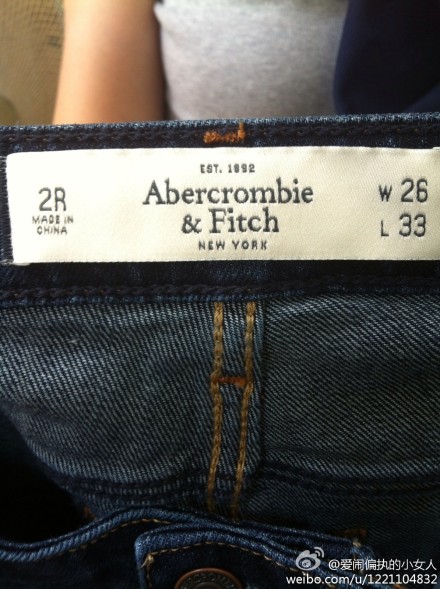 EST. 1892
2R
MADE IN
CHINA
Abercrombie
& Fitch
NEW YORK
W 26
L 33
@爱闹偏执的小女人
weibo.com/u/1221104832